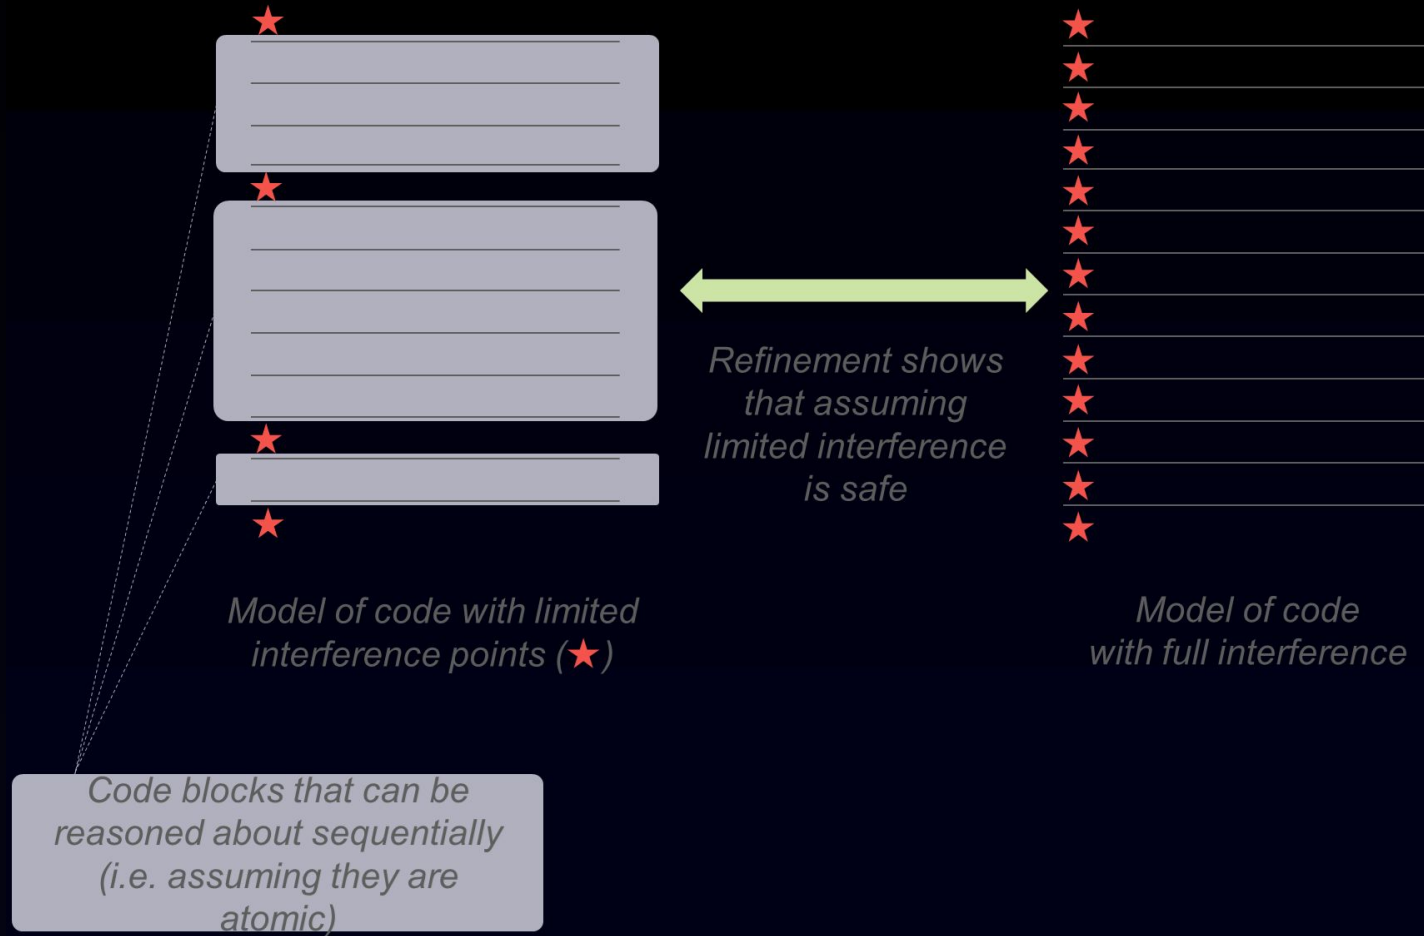 Refinement shows
that assuming
limited interference
is safe
Model of code with limited
interference points (★)
Model of code
with full interference
Code blocks that can be
reasoned about sequentially
(i.e. assuming they are
atomic)